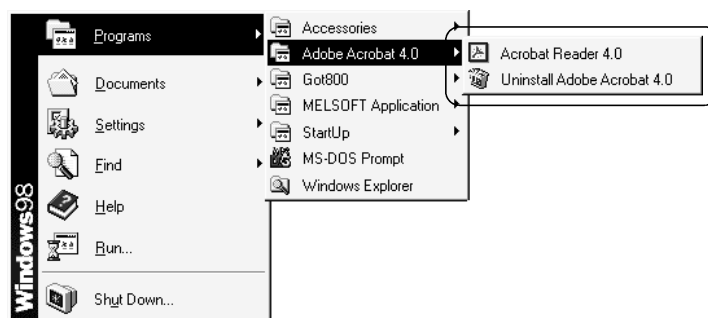 Programs
Documents
Settings
Find
Help
Run...
Shut Down...
Windows98
Accessories
Adobe Acrobat 4.0
Got800
MELSOFT Application
StartUp
MS-DOS Prompt
Windows Explorer
Acrobat Reader 4.0
Uninstall Adobe Acrobat 4.0